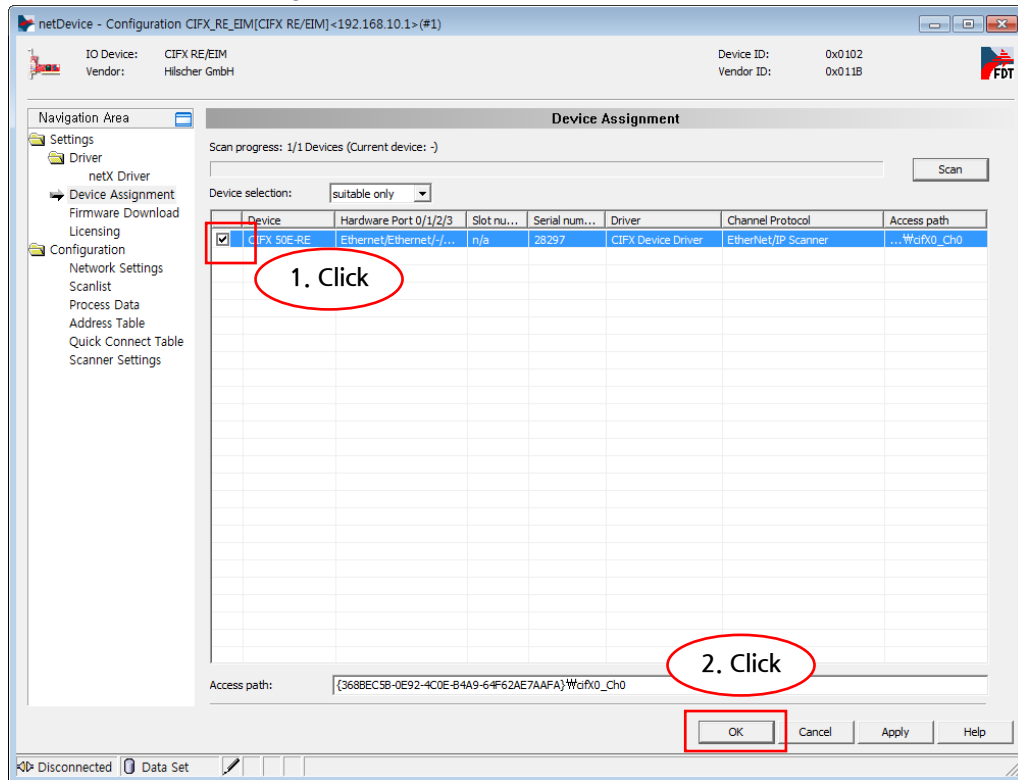 netDevice - Configuration CIFX_RE_EIM[CIFX RE/EIM]<192.168.10.1>(#1)
IO Device: CIFX RE/EIM Device ID: 0x0102
Vendor: Hilscher GmbH Vendor ID: 0x011B
FDT
Navigation Area
Settings
Driver
netX Driver
Device Assignment
Firmware Download
Licensing
Configuration
Network Settings
Scanlist
Process Data
Address Table
Quick Connect Table
Scanner Settings
Device Assignment
Scan progress: 1/1 Devices (Current device: -)
Scan
Device selection: suitable only
Device Hardware Port 0/1/2/3 Slot nu... Serial num... Driver Channel Protocol Access path
CIFX 50E-RE Ethernet/Ethernet/-/... n/a 28297 CIFX Device Driver EtherNet/IP Scanner ...₩cifX0_Ch0
1. Click
2. Click
Access path: {368BEC5B-0E92-4C0E-B4A9-64F62AE7AAFA}₩cifX0_Ch0
OK Cancel Apply Help
Disconnected Data Set